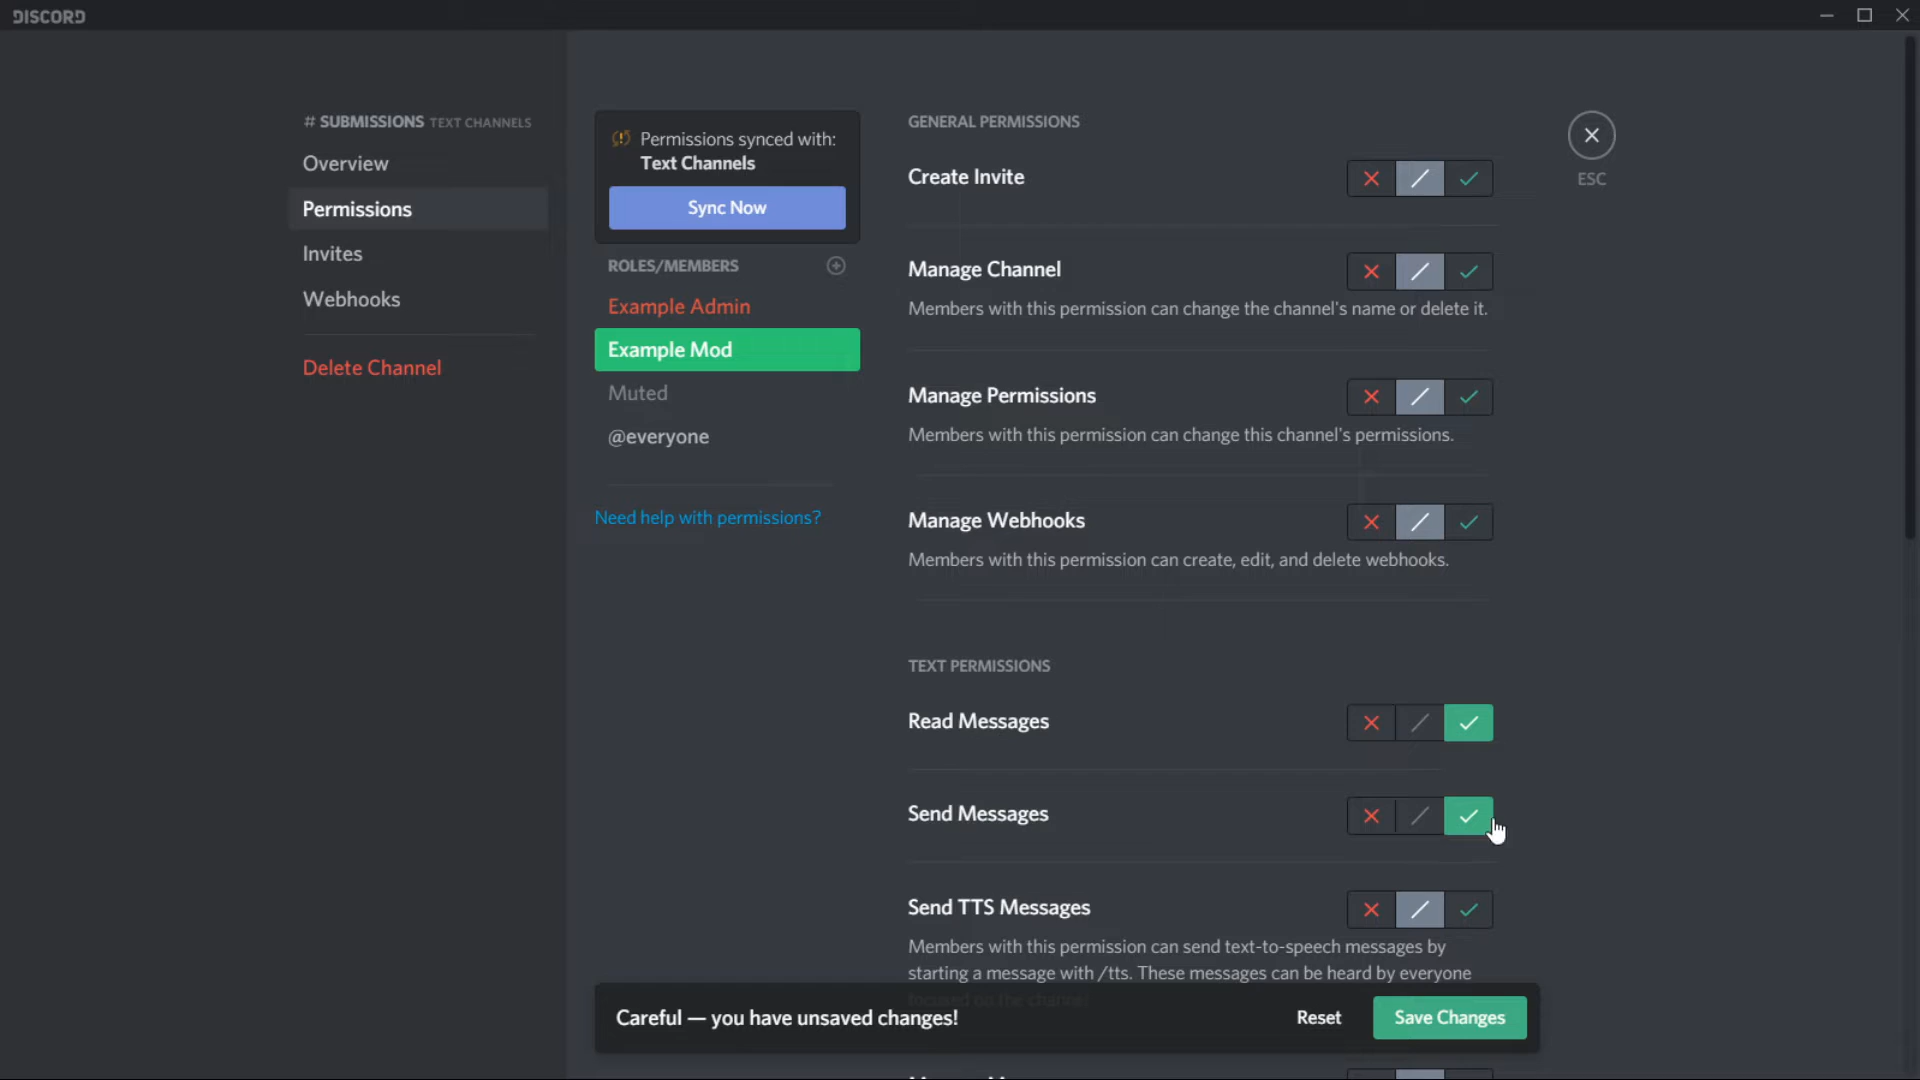 DISCORD
# SUBMISSIONS TEXT CHANNELS
Overview
Permissions
Invites
Webhooks
Delete Channel
Permissions synced with:
Text Channels
Sync Now
ROLES/MEMBERS
Example Admin
Example Mod
Muted
@everyone
Need help with permissions?
GENERAL PERMISSIONS
Create Invite
Manage Channel
Members with this permission can change the channel's name or delete it.
Manage Permissions
Members with this permission can change this channel's permissions.
Manage Webhooks
Members with this permission can create, edit, and delete webhooks.
TEXT PERMISSIONS
Read Messages
Send Messages
Send TTS Messages
Members with this permission can send text-to-speech messages by
starting a message with /tts. These messages can be heard by everyone
focused on the channel.
Careful — you have unsaved changes!
Reset
Save Changes
ESC